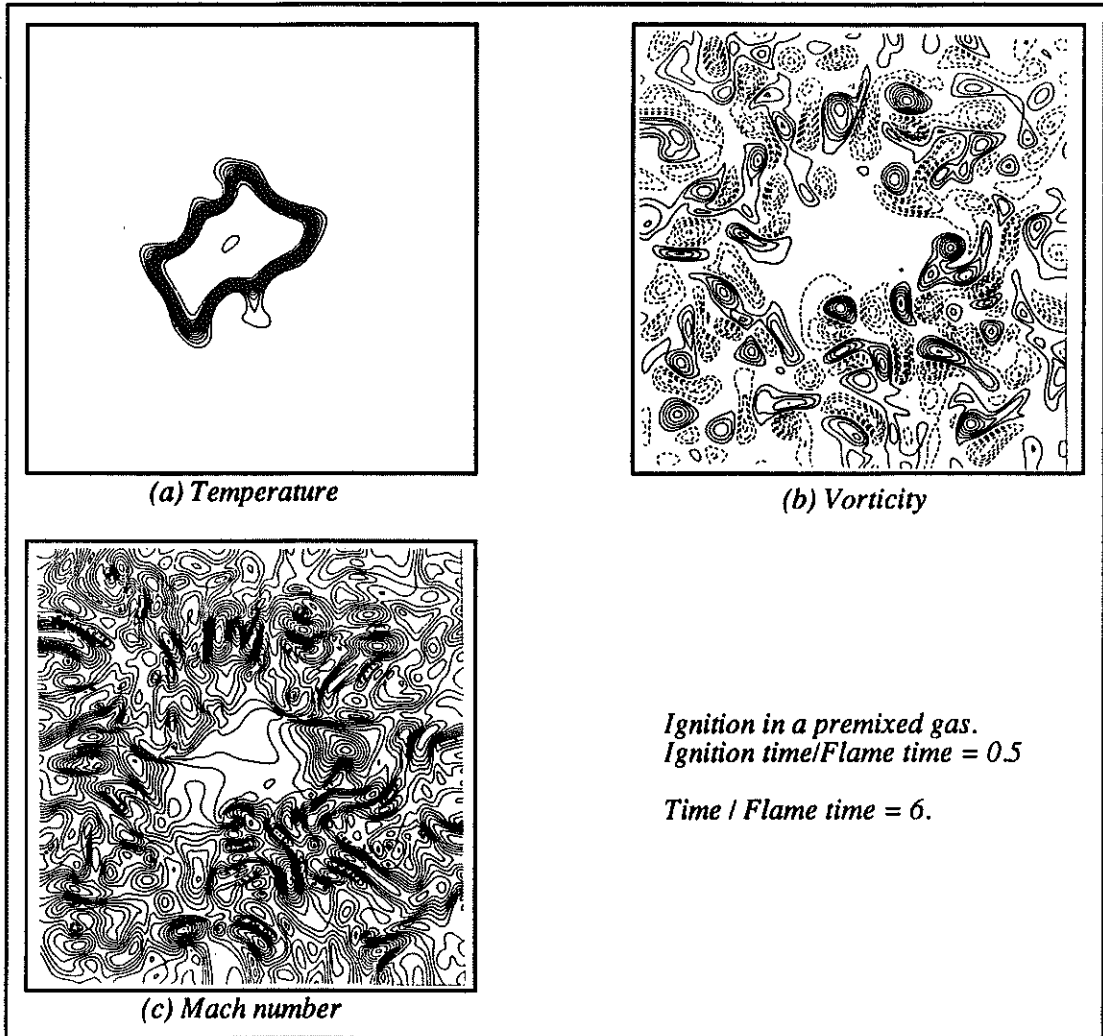 (a) Temperature
(b) Vorticity
(c) Mach number
Ignition in a premixed gas.
Ignition time/Flame time = 0.5
Time / Flame time = 6.